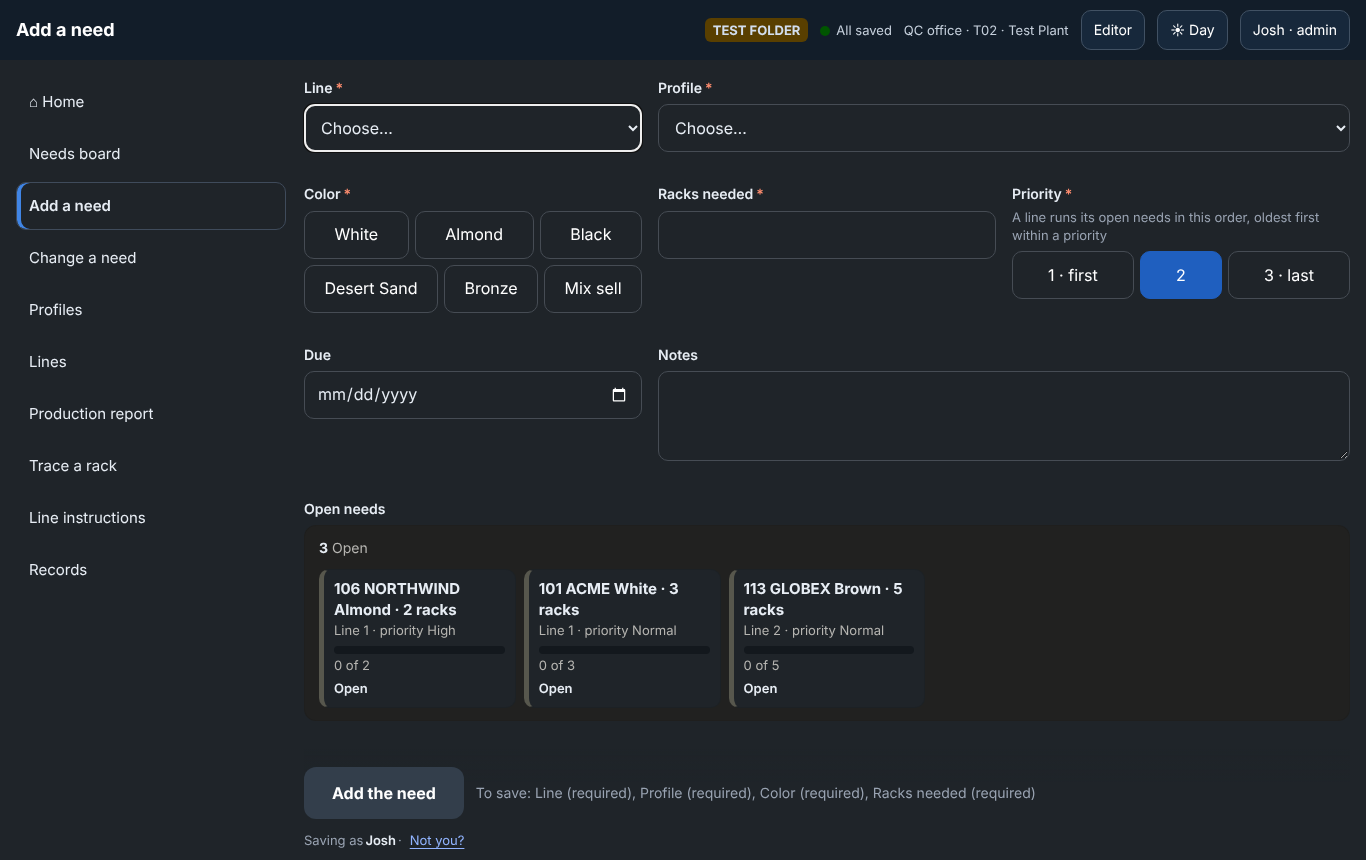 Add a need
TEST FOLDER
All saved
QC office · T02 · Test Plant
Editor
☀ Day
Josh · admin
⌂ Home
Needs board
Add a need
Change a need
Profiles
Lines
Production report
Trace a rack
Line instructions
Records
Line *
Choose...
Profile *
Choose...
Color *
White
Almond
Black
Desert Sand
Bronze
Mix sell
Racks needed *
Priority *
A line runs its open needs in this order, oldest first
within a priority
1 · first
2
3 · last
Due
mm/dd/yyyy
Notes
Open needs
3 Open
106 NORTHWIND
Almond · 2 racks
Line 1 · priority High
0 of 2
Open
101 ACME White · 3
racks
Line 1 · priority Normal
0 of 3
Open
113 GLOBEX Brown · 5
racks
Line 2 · priority Normal
0 of 5
Open
Add the need
To save: Line (required), Profile (required), Color (required), Racks needed (required)
Saving as Josh · Not you?